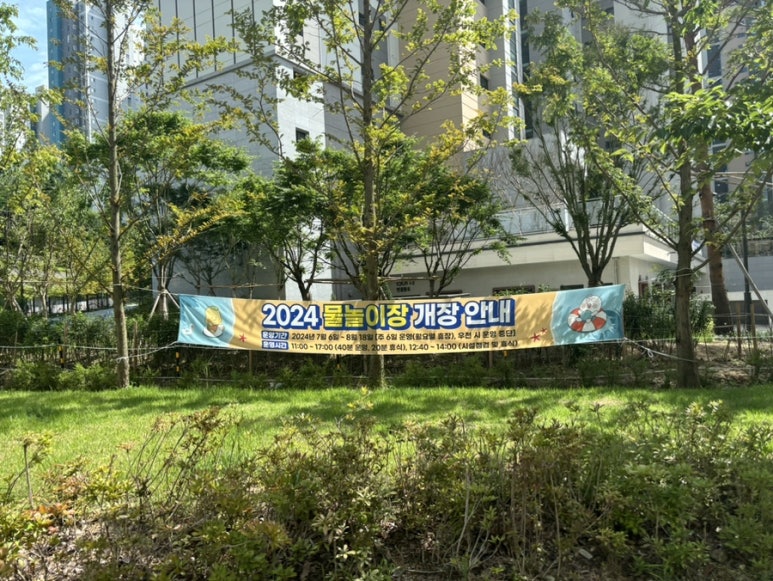 2024 물놀이장 개장 안내
운영기간 2024년 7월 6일 ~ 8월 18일 (주 6일 운영(월요일 휴장), 우천 시 운영 중단)
운영시간 11:00 ~ 17:00 (40분 운영, 20분 휴식), 12:40 ~ 14:00 (시설점검 및 휴식)